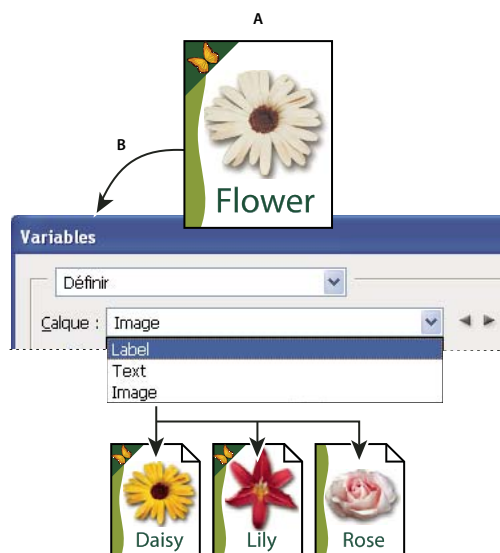 A
B
Flower
Variables
Définir
Calque : Image
Label
Text
Image
Daisy
Lily
Rose